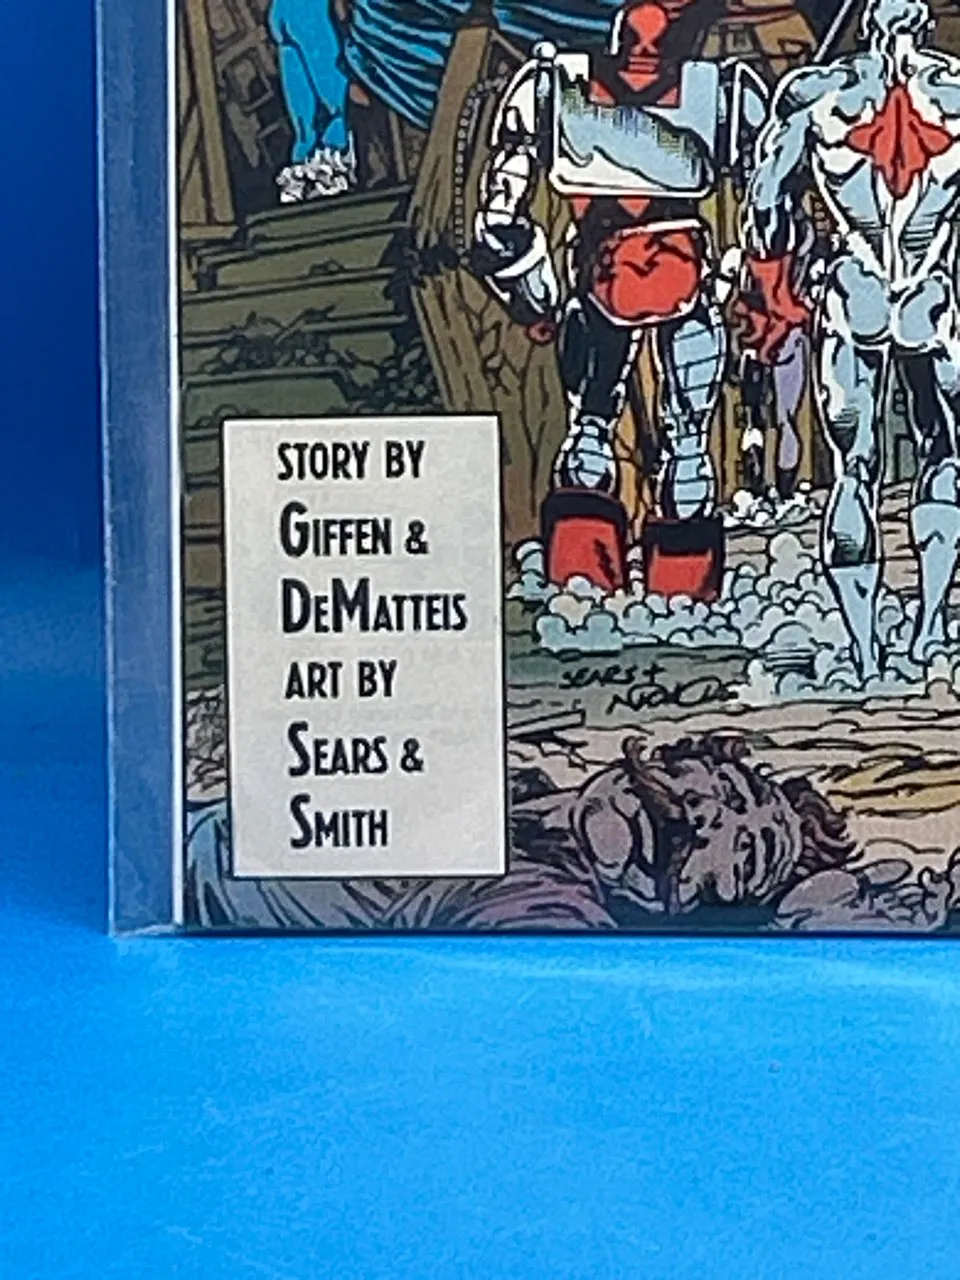 STORY BY
GIFFEN &
DEMATTEIS
ART BY
SEARS &
SMITH
SEARS +